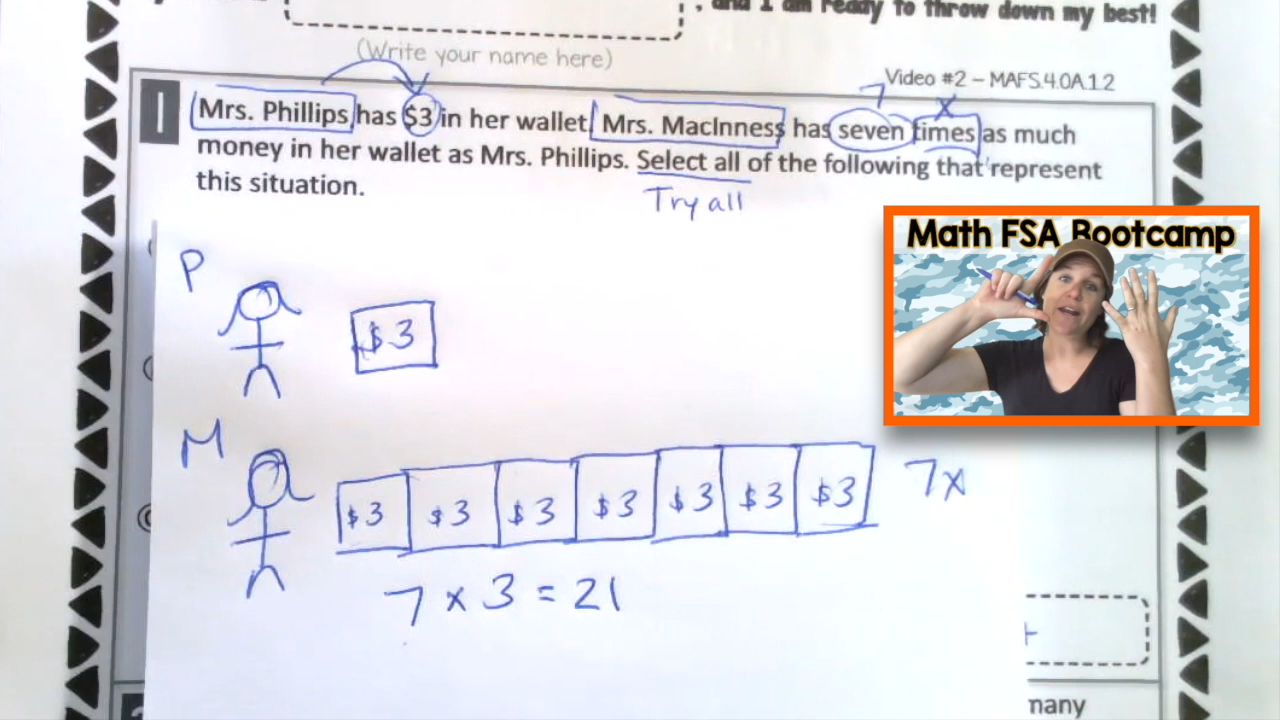 , and I am ready to throw down my best!
(Write your name here)
Video #2 – MAFS.4.OA.1.2
7 x
1 Mrs. Phillips has $3 in her wallet. Mrs. MacInness has seven times as much
money in her wallet as Mrs. Phillips. Select all of the following that represent
this situation.
Try all
Math FSA Bootcamp
P
$3
M
$3 $3 $3 $3 $3 $3 $3 7x
7 x 3 = 21
many